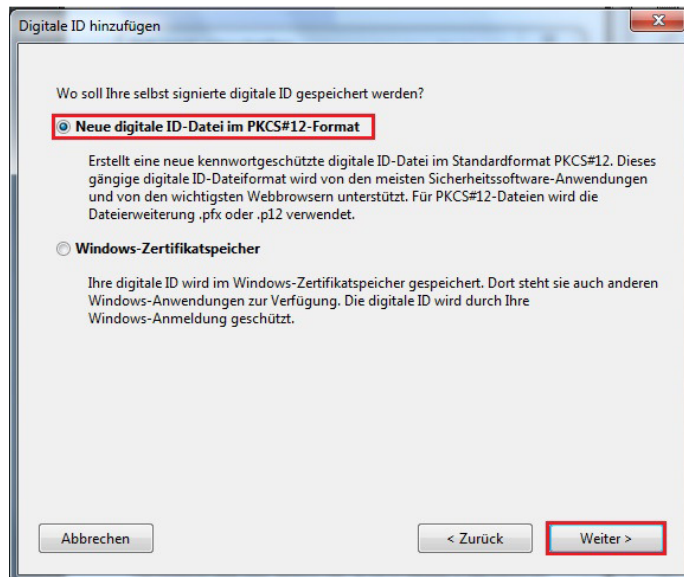 Digitale ID hinzufügen
Wo soll Ihre selbst signierte digitale ID gespeichert werden?
Neue digitale ID-Datei im PKCS#12-Format
Erstellt eine neue kennwortgeschützte digitale ID-Datei im Standardformat PKCS#12. Dieses
gängige digitale ID-Dateiformat wird von den meisten Sicherheitssoftware-Anwendungen
und von den wichtigsten Webbrowsern unterstützt. Für PKCS#12-Dateien wird die
Dateierweiterung .pfx oder .p12 verwendet.
Windows-Zertifikatspeicher
Ihre digitale ID wird im Windows-Zertifikatspeicher gespeichert. Dort steht sie auch anderen
Windows-Anwendungen zur Verfügung. Die digitale ID wird durch Ihre
Windows-Anmeldung geschützt.
Abbrechen
< Zurück
Weiter >